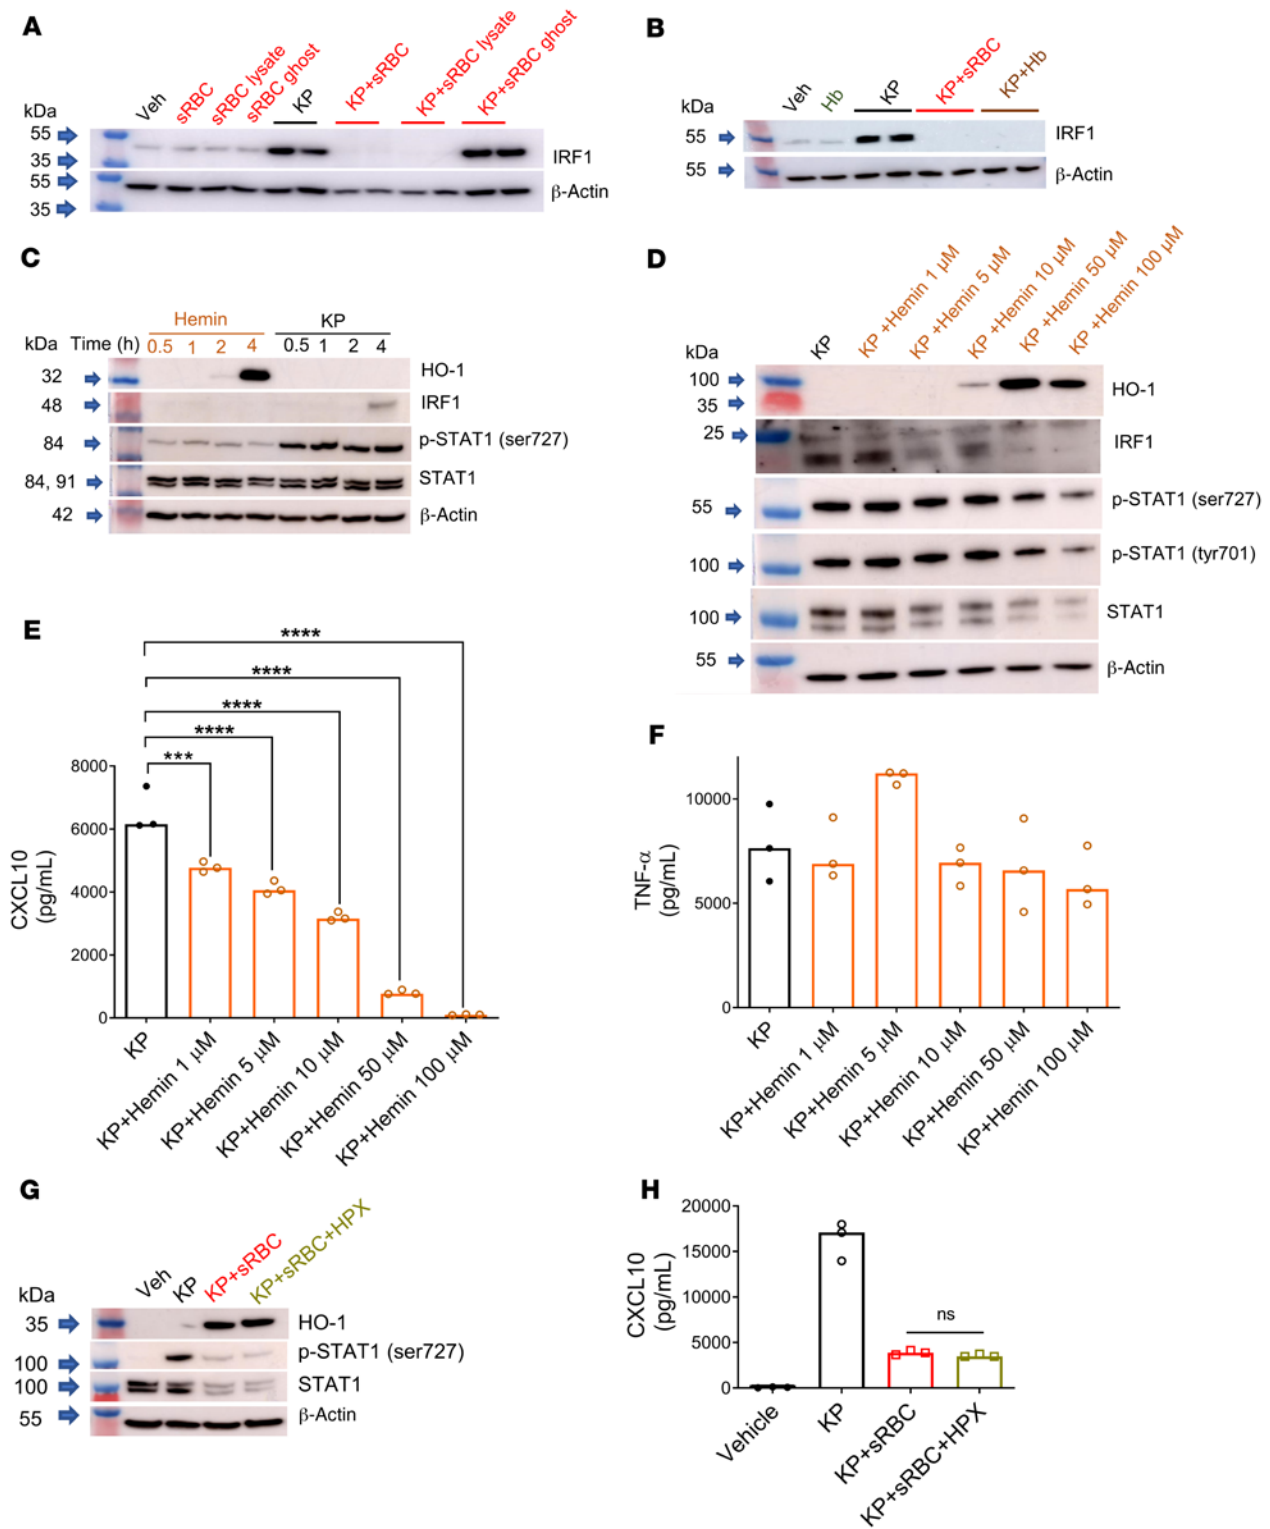 A
kDa
Veh
sRBC
sRBC lysate
sRBC ghost
KP
KP+sRBC
KP+sRBC lysate
KP+sRBC ghost
55
35
IRF1
55
35
β-Actin
B
kDa
Veh
Hb
KP
KP+sRBC
KP+Hb
55
IRF1
55
β-Actin
C
Hemin
KP
kDa Time (h) 0.5 1 2 4 0.5 1 2 4
32
HO-1
48
IRF1
84
p-STAT1 (ser727)
84, 91
STAT1
42
β-Actin
D
kDa
KP
KP +Hemin 1 µM
KP +Hemin 5 µM
KP +Hemin 10 µM
KP +Hemin 50 µM
KP +Hemin 100 µM
100
35
HO-1
25
IRF1
55
p-STAT1 (ser727)
100
p-STAT1 (tyr701)
100
STAT1
55
β-Actin
E
****
****
****
****
***
CXCL10
(pg/mL)
8000
6000
4000
2000
0
KP
KP+Hemin 1 µM
KP+Hemin 5 µM
KP+Hemin 10 µM
KP+Hemin 50 µM
KP+Hemin 100 µM
F
TNF-α
(pg/mL)
10000
5000
0
KP
KP+Hemin 1 µM
KP+Hemin 5 µM
KP+Hemin 10 µM
KP+Hemin 50 µM
KP+Hemin 100 µM
G
kDa
Veh
KP
KP+sRBC
KP+sRBC+HPX
35
HO-1
100
p-STAT1 (ser727)
100
STAT1
55
β-Actin
H
CXCL10
(pg/mL)
20000
15000
10000
5000
0
ns
Vehicle
KP
KP+sRBC
KP+sRBC+HPX